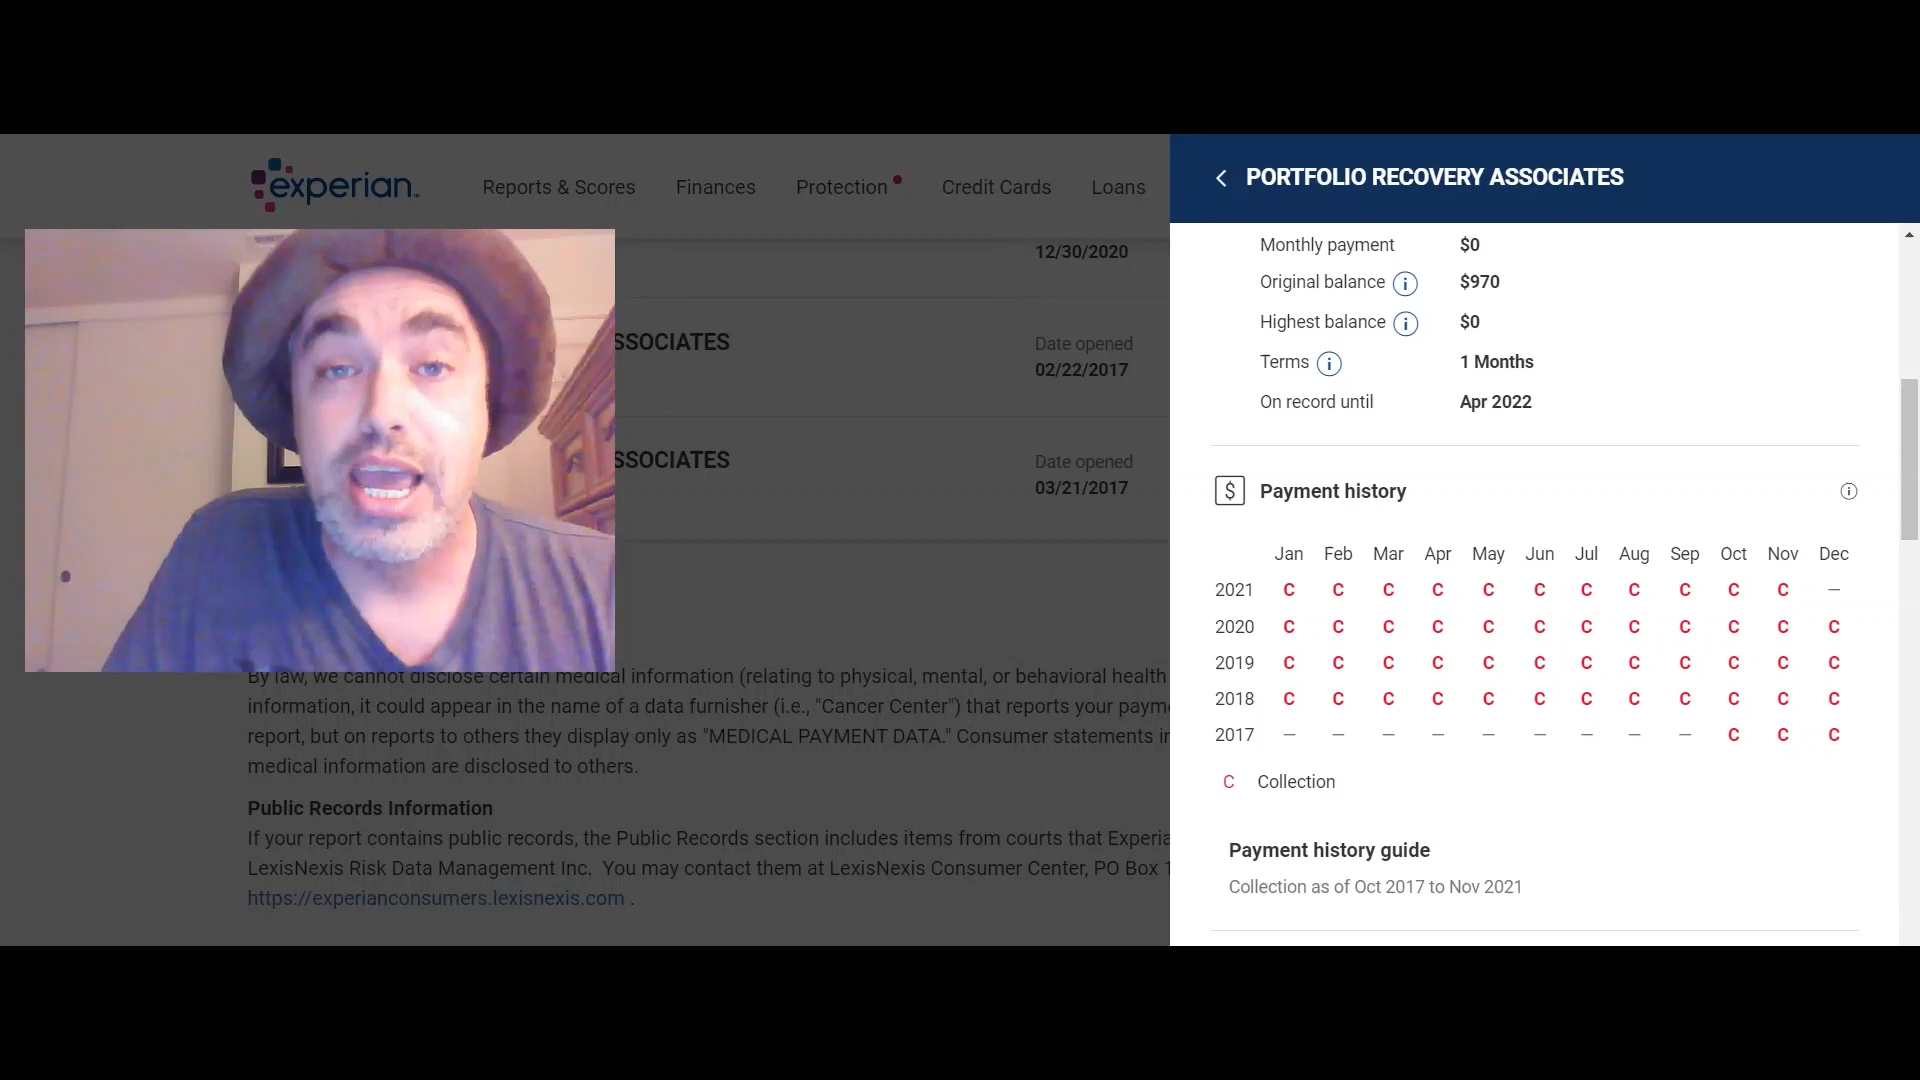 experian
Reports & Scores
Finances
Protection
Credit Cards
Loans
12/30/2020
SSOCIATES
Date opened
02/22/2017
SSOCIATES
Date opened
03/21/2017
By law, we cannot disclose certain medical information (relating to physical, mental, or behavioral health
information, it could appear in the name of a data furnisher (i.e., "Cancer Center") that reports your payme
report, but on reports to others they display only as "MEDICAL PAYMENT DATA." Consumer statements in
medical information are disclosed to others.
Public Records Information
If your report contains public records, the Public Records section includes items from courts that Experia
LexisNexis Risk Data Management Inc. You may contact them at LexisNexis Consumer Center, PO Box 1
https://experianconsumers.lexisnexis.com .
< PORTFOLIO RECOVERY ASSOCIATES
Monthly payment $0
Original balance i $970
Highest balance i $0
Terms i 1 Months
On record until Apr 2022
$ Payment history i
Jan Feb Mar Apr May Jun Jul Aug Sep Oct Nov Dec
2021 C C C C C C C C C C C —
2020 C C C C C C C C C C C C
2019 C C C C C C C C C C C C
2018 C C C C C C C C C C C C
2017 — — — — — — — — — C C C
C Collection
Payment history guide
Collection as of Oct 2017 to Nov 2021